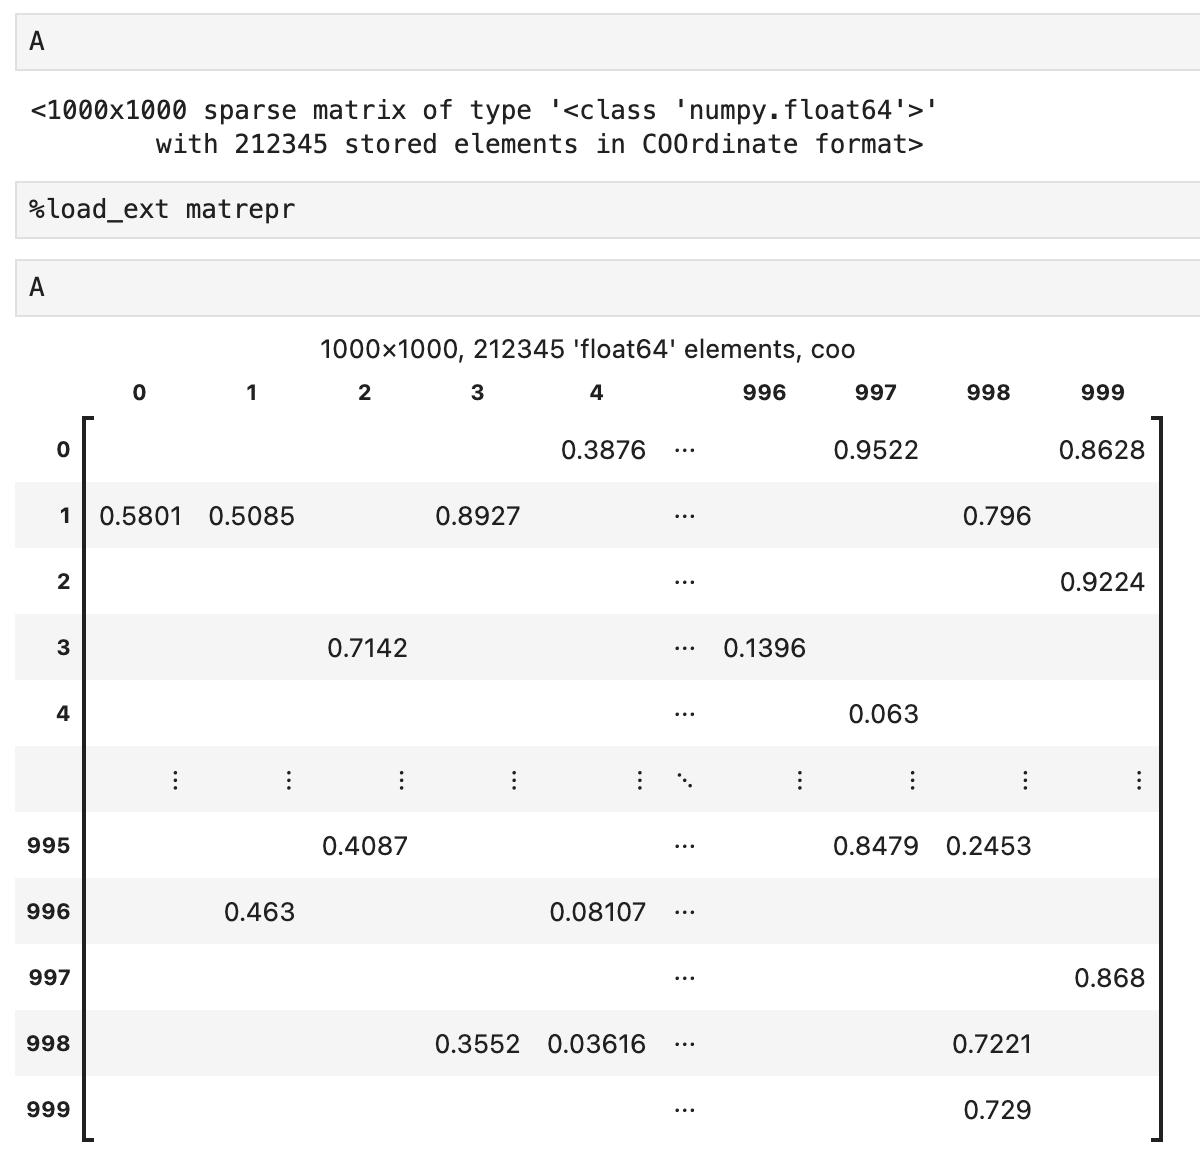 A
<1000x1000 sparse matrix of type '<class 'numpy.float64'>'
with 212345 stored elements in COOrdinate format>
%load_ext matrepr
A
1000×1000, 212345 'float64' elements, coo
0 1 2 3 4 996 997 998 999
0 0.3876 ⋯ 0.9522 0.8628
1 0.5801 0.5085 0.8927 ⋯ 0.796
2 ⋯ 0.9224
3 0.7142 ⋯ 0.1396
4 ⋯ 0.063
⋮ ⋮ ⋮ ⋮ ⋮ ⋱ ⋮ ⋮ ⋮ ⋮
995 0.4087 ⋯ 0.8479 0.2453
996 0.463 0.08107 ⋯
997 ⋯ 0.868
998 0.3552 0.03616 ⋯ 0.7221
999 ⋯ 0.729